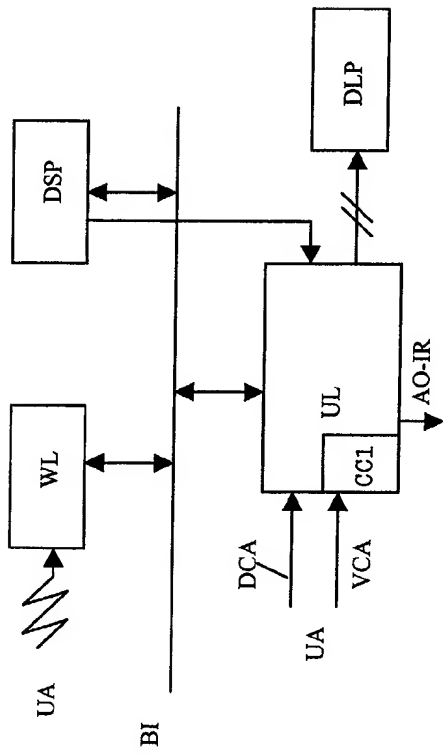 UA
WL
DSP
BI
DCA
UA
VCA
UL
CC1
AO-IR
DLP